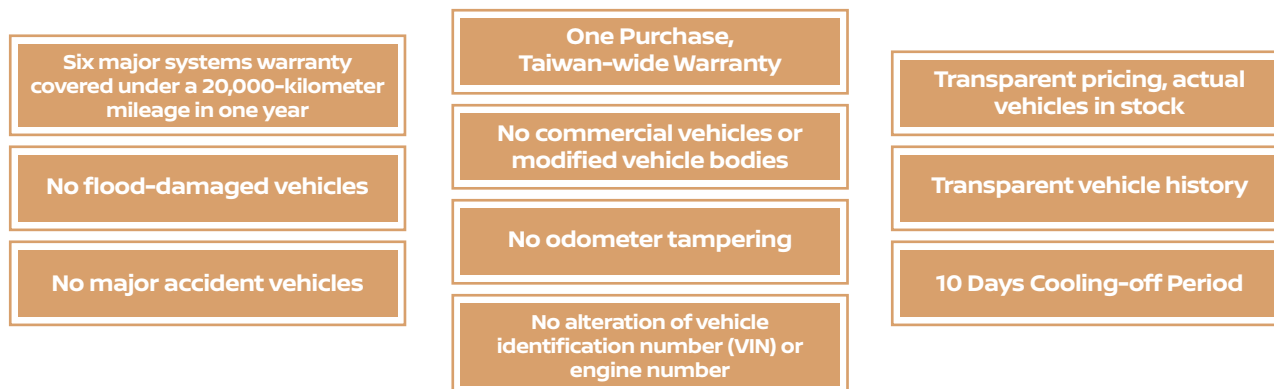 Six major systems warranty
covered under a 20,000-kilometer
mileage in one year
No flood-damaged vehicles
No major accident vehicles
One Purchase,
Taiwan-wide Warranty
No commercial vehicles or
modified vehicle bodies
No odometer tampering
No alteration of vehicle
identification number (VIN) or
engine number
Transparent pricing, actual
vehicles in stock
Transparent vehicle history
10 Days Cooling-off Period